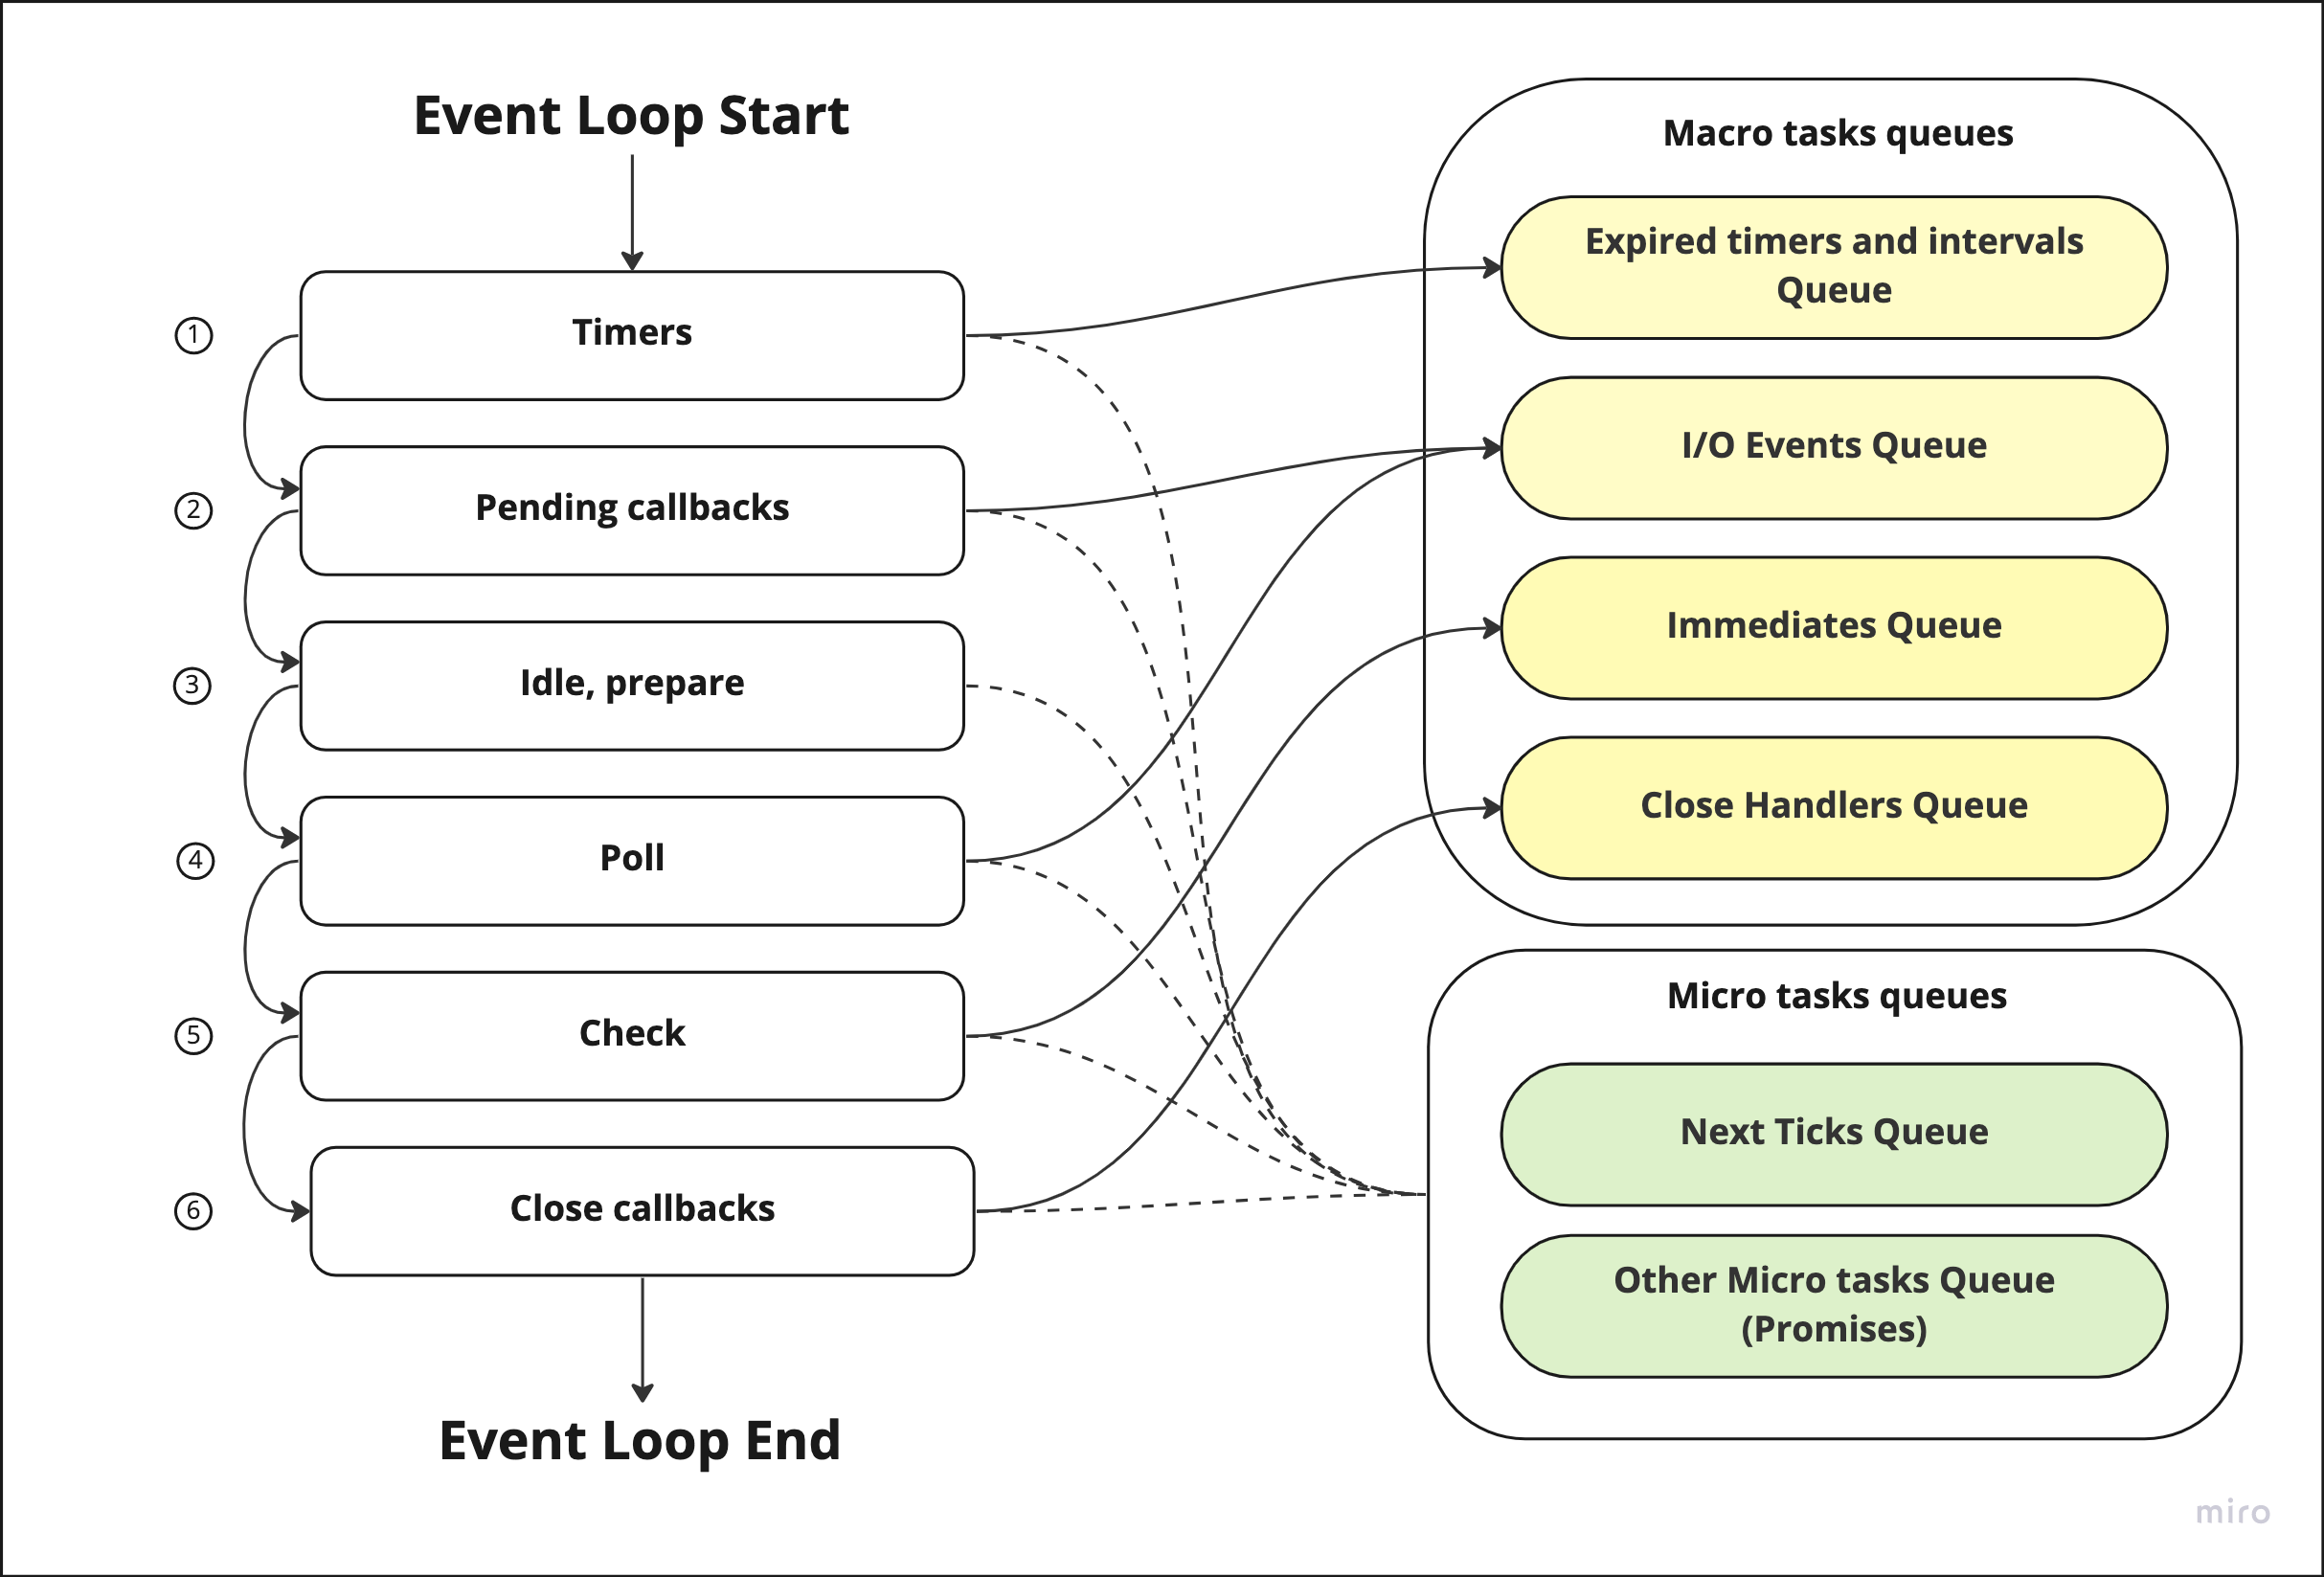 Event Loop Start
1
Timers
2
Pending callbacks
3
Idle, prepare
4
Poll
5
Check
6
Close callbacks
Event Loop End
Macro tasks queues
Expired timers and intervals
Queue
I/O Events Queue
Immediates Queue
Close Handlers Queue
Micro tasks queues
Next Ticks Queue
Other Micro tasks Queue
(Promises)
miro